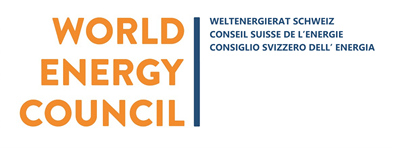 WORLD
ENERGY
COUNCIL
WELTENERGIERAT SCHWEIZ
CONSEIL SUISSE DE L'ENERGIE
CONSIGLIO SVIZZERO DELL' ENERGIA